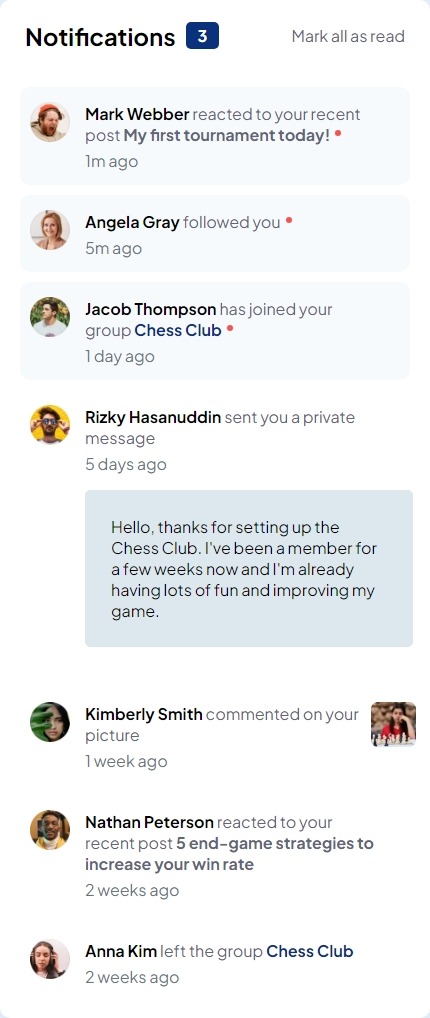 Notifications 3 Mark all as read
Mark Webber reacted to your recent
post My first tournament today!
1m ago
Angela Gray followed you
5m ago
Jacob Thompson has joined your
group Chess Club
1 day ago
Rizky Hasanuddin sent you a private
message
5 days ago
Hello, thanks for setting up the
Chess Club. I've been a member for
a few weeks now and I'm already
having lots of fun and improving my
game.
Kimberly Smith commented on your
picture
1 week ago
Nathan Peterson reacted to your
recent post 5 end-game strategies to
increase your win rate
2 weeks ago
Anna Kim left the group Chess Club
2 weeks ago